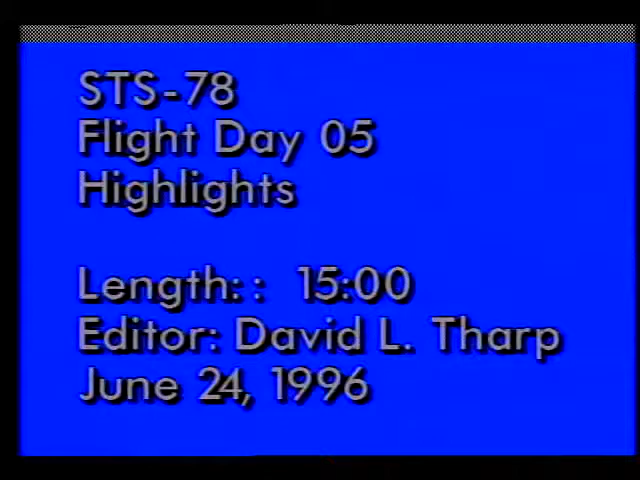 STS-78
Flight Day 05
Highlights
Length: : 15:00
Editor: David L. Tharp
June 24, 1996